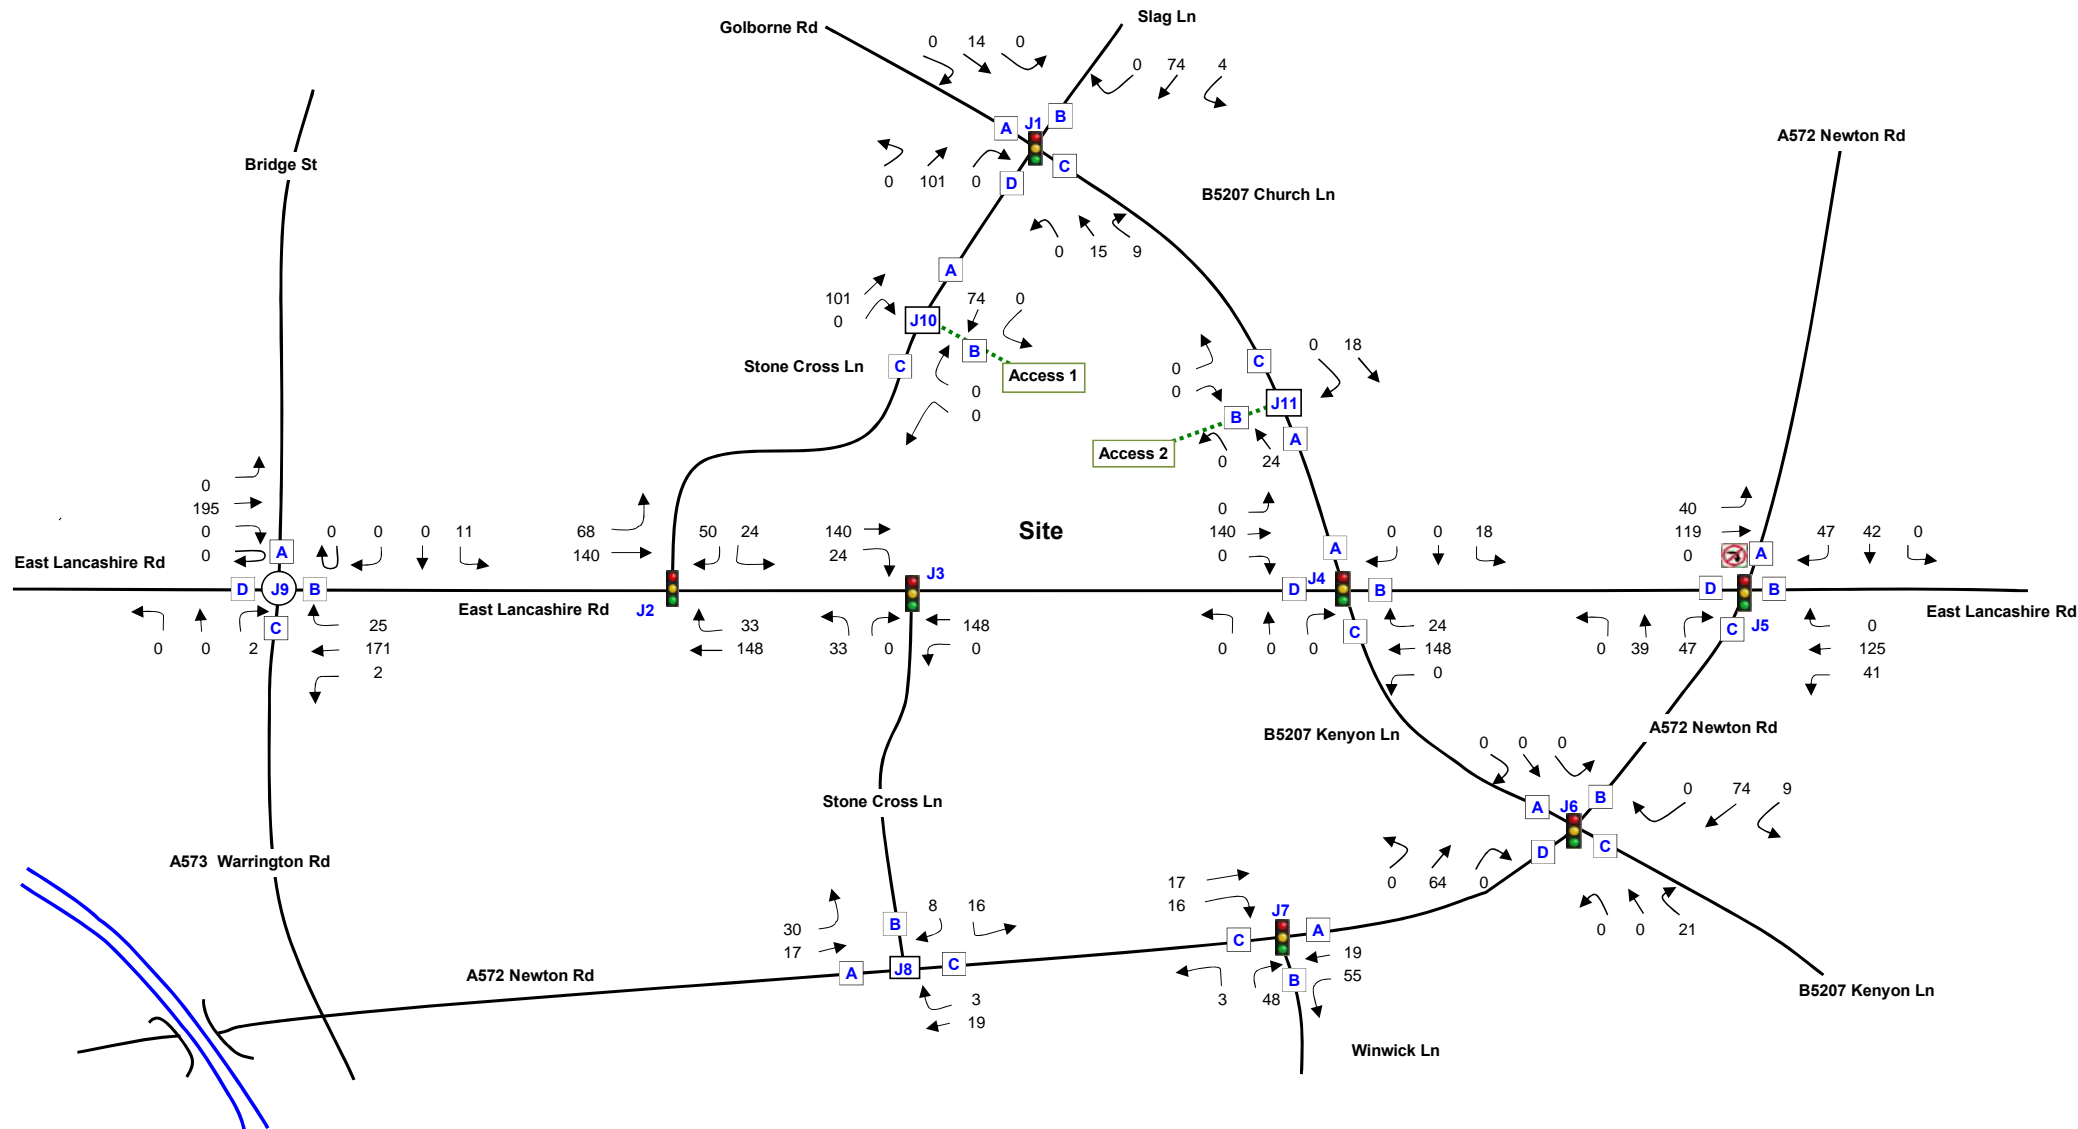 Slag Ln
Golborne Rd
0 14 0
0 74 4
B
J1
A
A572 Newton Rd
Bridge St
C
0 101 0
D
B5207 Church Ln
0 15 9
A
101
0
74 0
J10
B
C
Stone Cross Ln
Access 1
0
0
0 18
C
0
0
J11
B
A
Access 2
0 24
0
195
0
0
0 0 0 11
68
140
50 24
140
24
Site
0
140
0
0 0 18
40
119
0
47 42 0
East Lancashire Rd
A
A
A
D
J9
B
C
East Lancashire Rd
J2
J3
D
J4
B
C
D
B
C
J5
East Lancashire Rd
0 0 2
25
171
2
33
148
33 0
148
0
0 0 0
24
148
0
0 39 47
0
125
41
B5207 Kenyon Ln
A572 Newton Rd
0 0 0
0 74 9
Stone Cross Ln
A
J6
B
D
C
A573 Warrington Rd
0 64 0
0 0 21
17
16
J7
C
A
B
19
55
3 48
30
17
8 16
B
A
J8
C
3
19
A572 Newton Rd
B5207 Kenyon Ln
Winwick Ln